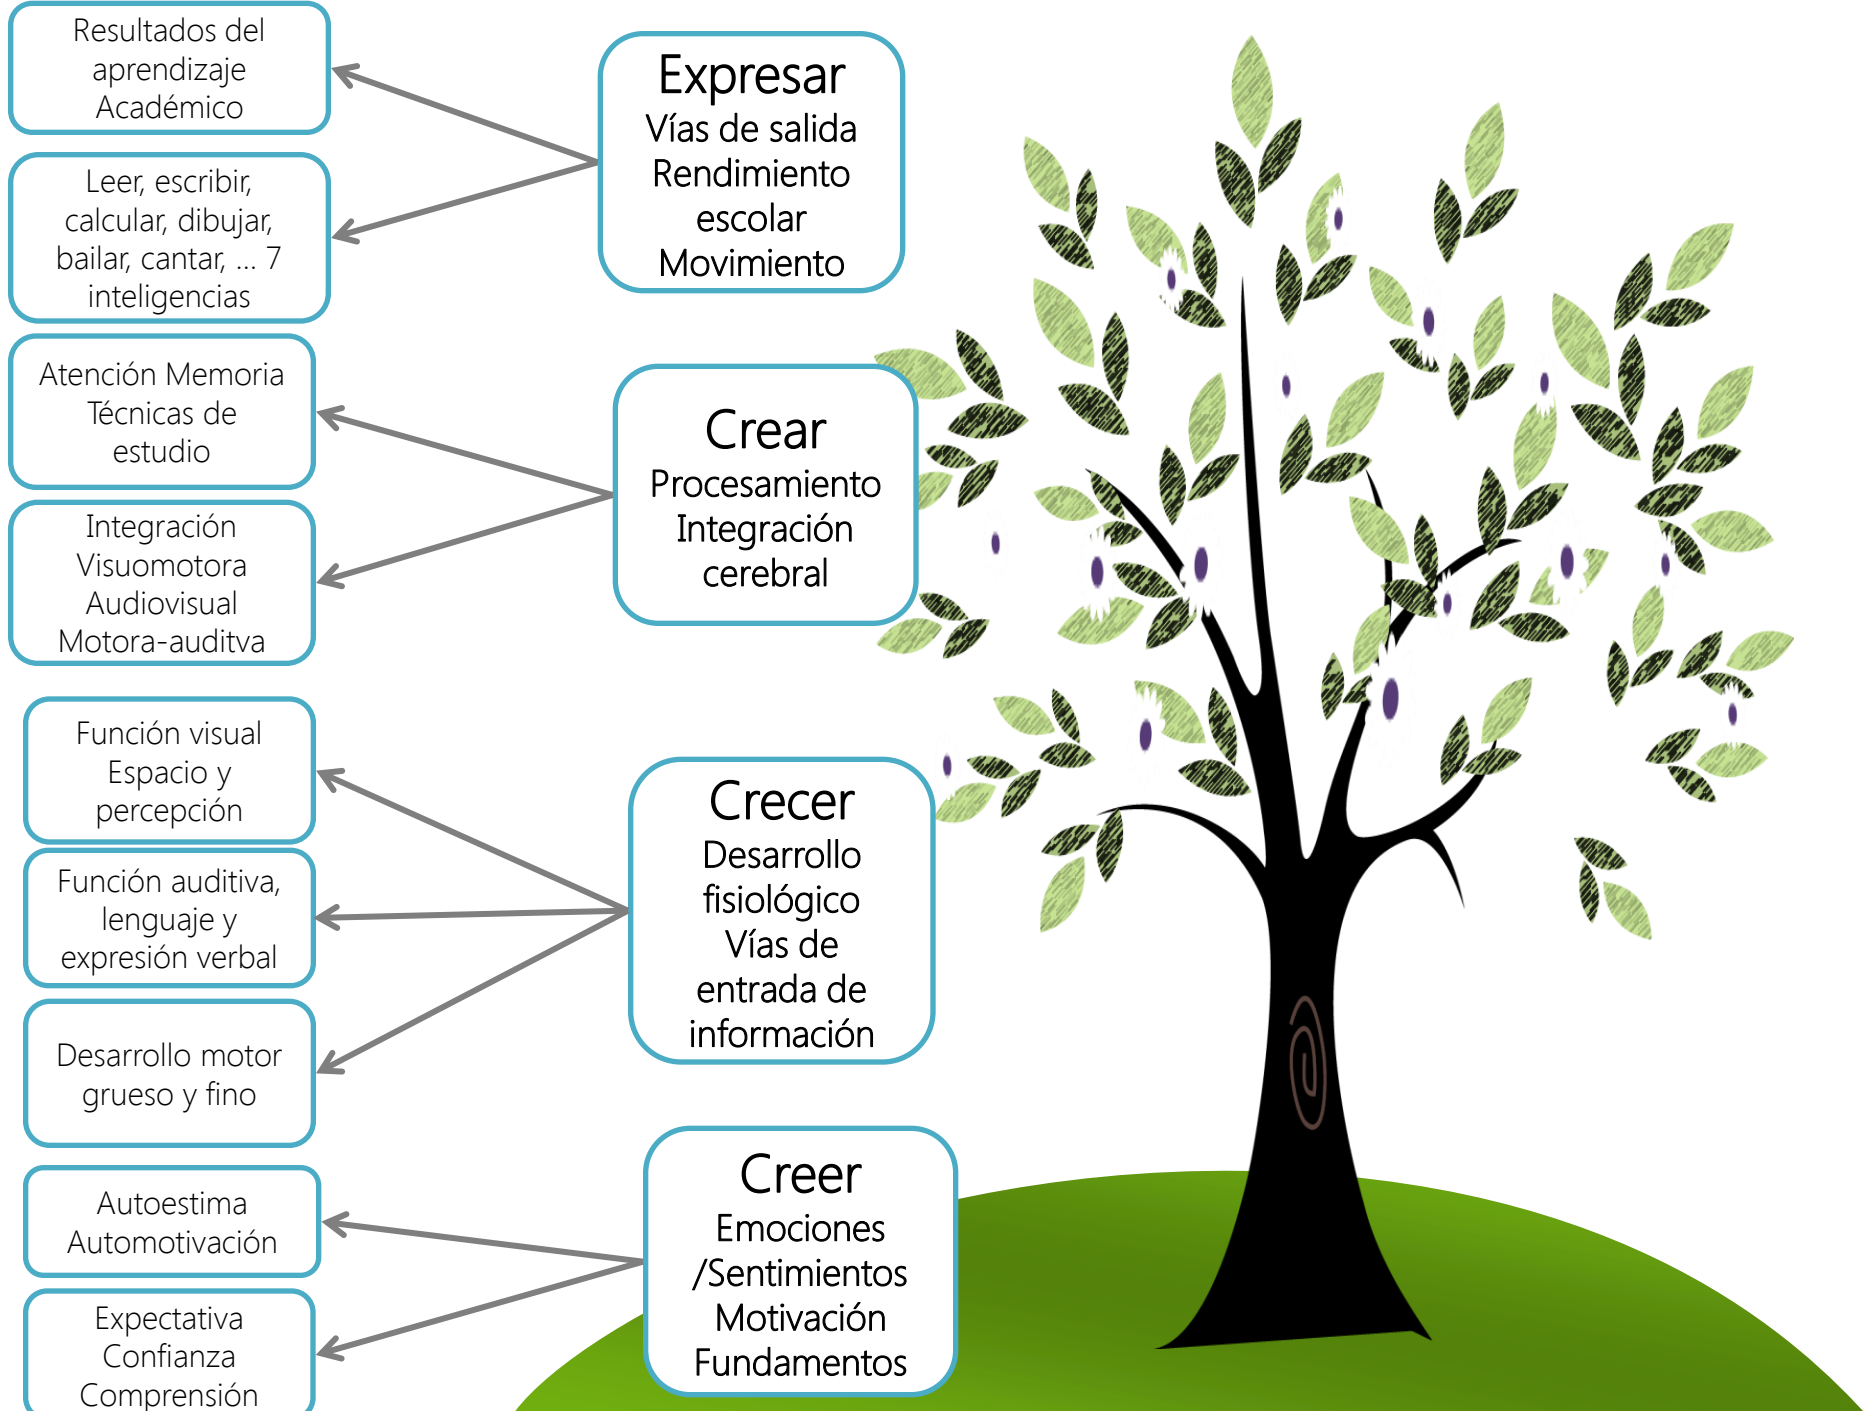 Resultados del
aprendizaje
Académico
Leer, escribir,
calcular, dibujar,
bailar, cantar, ... 7
inteligencias
Expresar
Vías de salida
Rendimiento
escolar
Movimiento
Atención Memoria
Técnicas de
estudio
Integración
Visuomotora
Audiovisual
Motora-auditva
Crear
Procesamiento
Integración
cerebral
Función visual
Espacio y
percepción
Función auditiva,
lenguaje y
expresión verbal
Desarrollo motor
grueso y fino
Crecer
Desarrollo
fisiológico
Vías de
entrada de
información
Autoestima
Automotivación
Expectativa
Confianza
Comprensión
Creer
Emociones
/Sentimientos
Motivación
Fundamentos